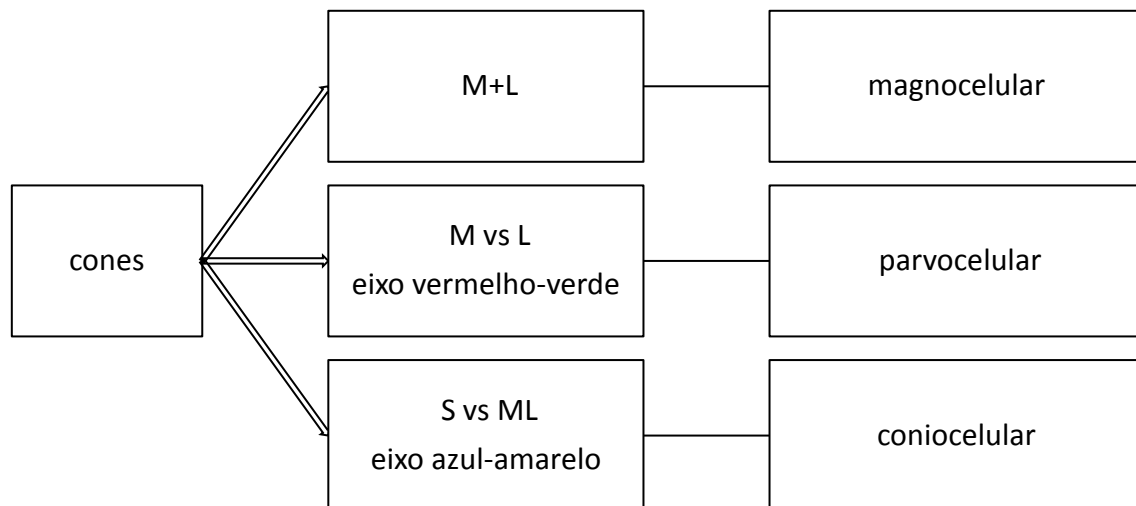 cones
M+L
magnocelular
M vs L
eixo vermelho-verde
parvocelular
S vs ML
eixo azul-amarelo
coniocelular